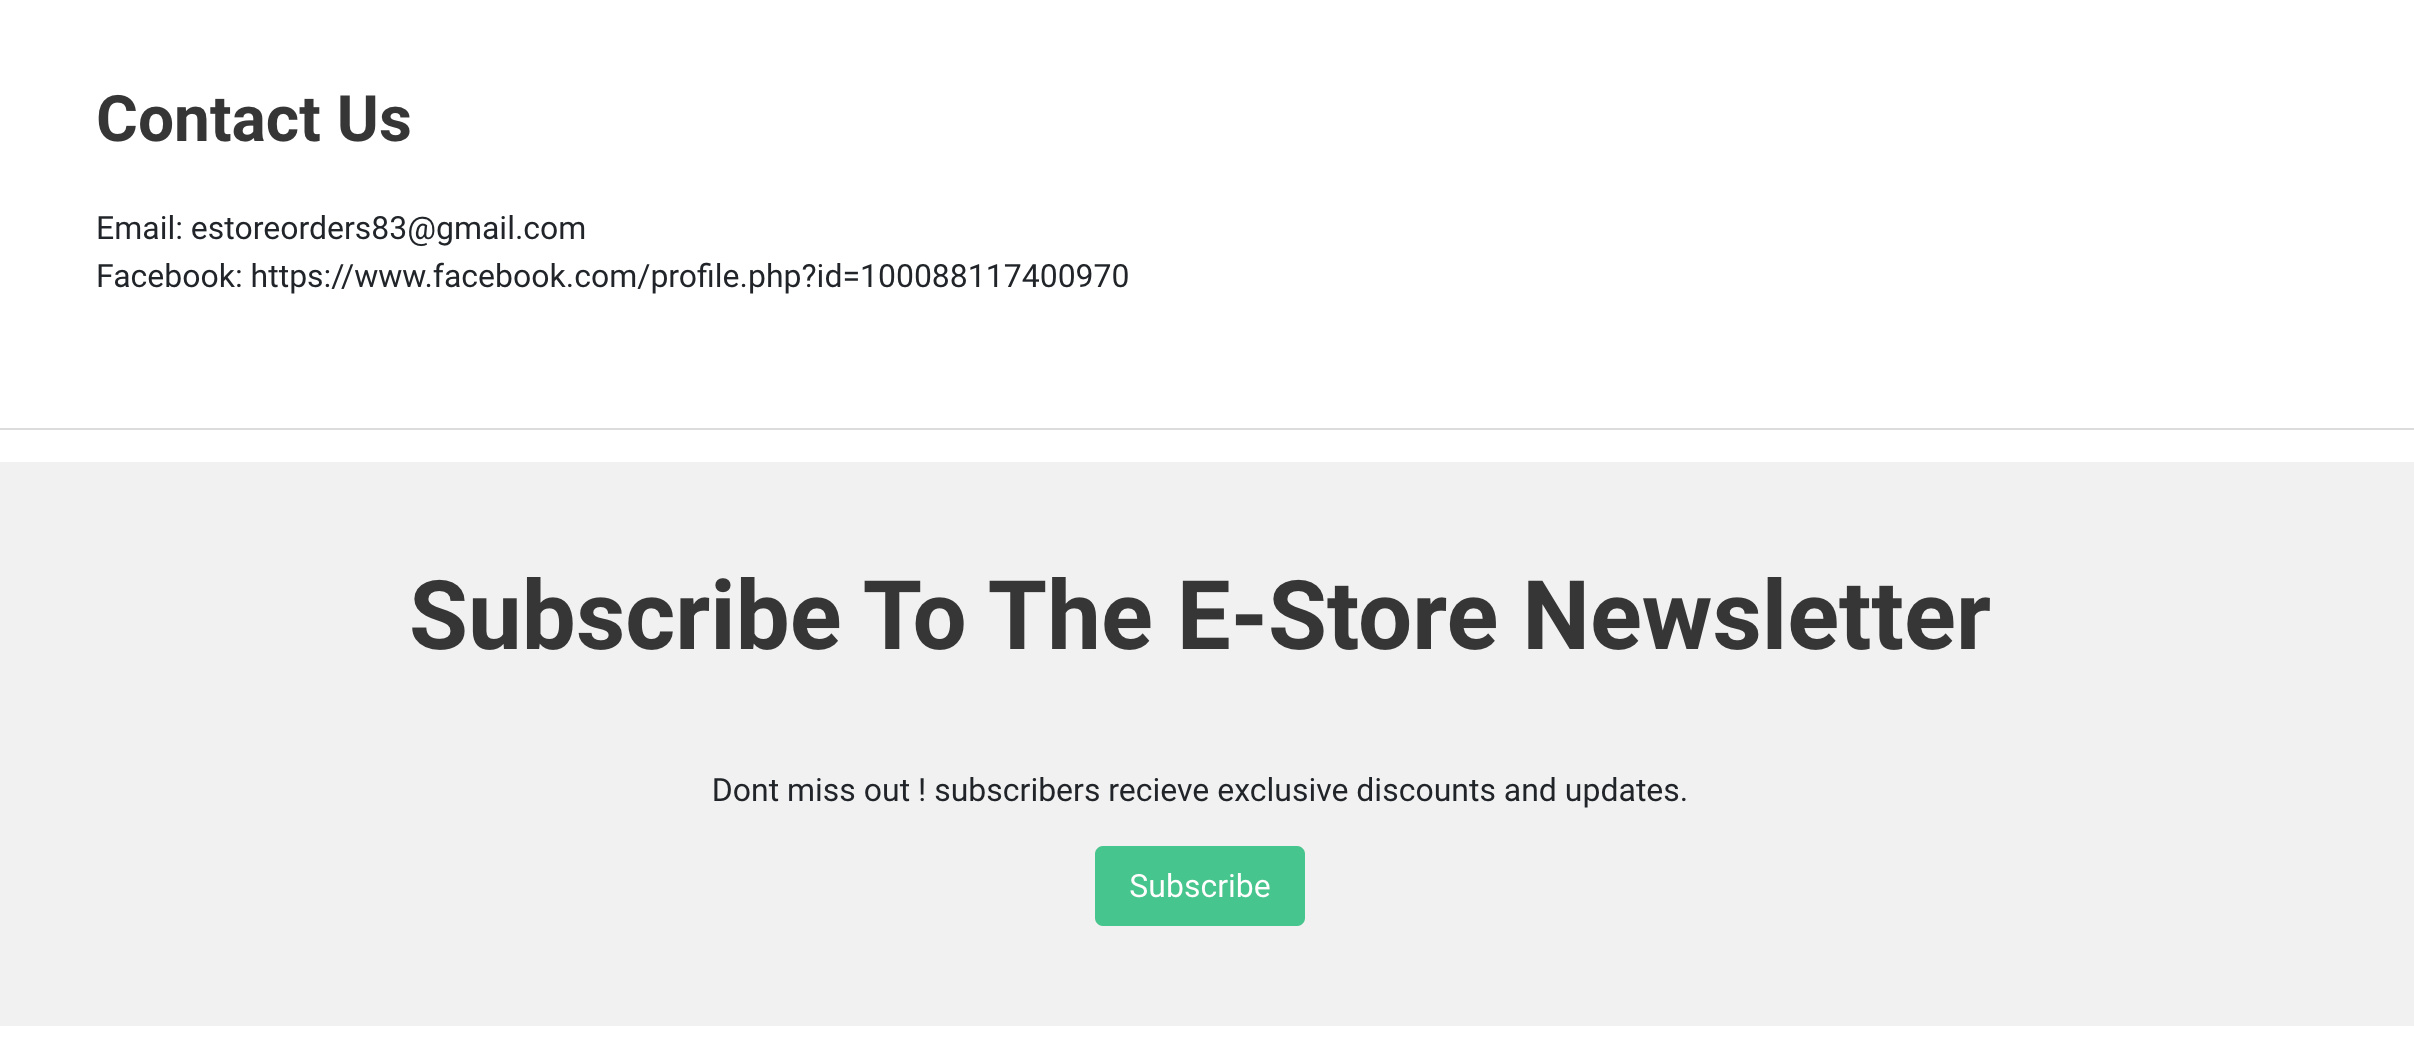 Contact Us
Email: estoreorders83@gmail.com
Facebook: https://www.facebook.com/profile.php?id=100088117400970
Subscribe To The E-Store Newsletter
Dont miss out ! subscribers recieve exclusive discounts and updates.
Subscribe